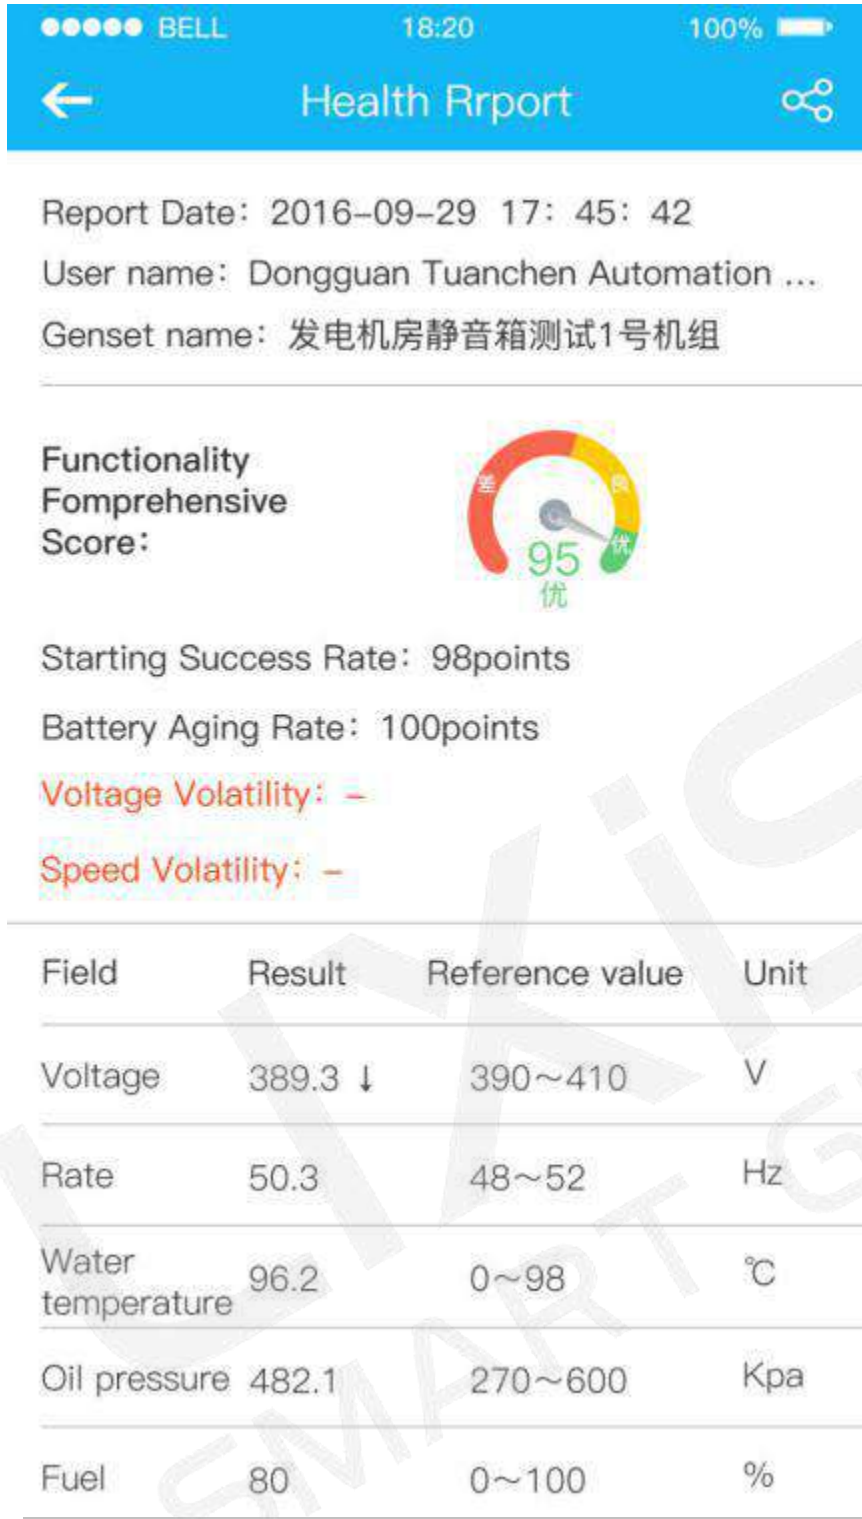 BELL 18:20 100%
Health Rrport
Report Date：2016-09-29 17：45：42
User name：Dongguan Tuanchen Automation ...
Genset name：发电机房静音箱测试1号机组
Functionality
Fomprehensive
Score：
差 良 优
95
优
Starting Success Rate：98points
Battery Aging Rate：100points
Voltage Volatility：-
Speed Volatility：-
Field Result Reference value Unit
Voltage 389.3 ↓ 390~410 V
Rate 50.3 48~52 Hz
Water
temperature 96.2 0~98 ℃
Oil pressure 482.1 270~600 Kpa
Fuel 80 0~100 %
LiXiS
SMART G